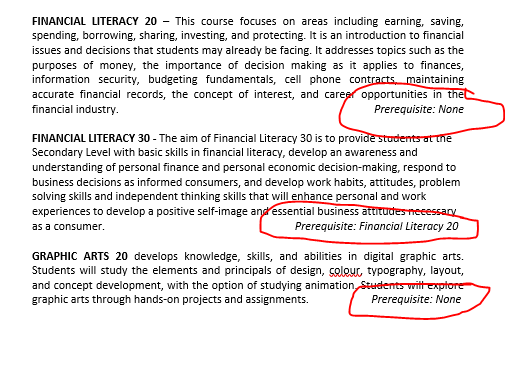 FINANCIAL LITERACY 20 – This course focuses on areas including earning, saving,
spending, borrowing, sharing, investing, and protecting. It is an introduction to financial
issues and decisions that students may already be facing. It addresses topics such as the
purposes of money, the importance of decision making as it applies to finances,
information security, budgeting fundamentals, cell phone contracts, maintaining
accurate financial records, the concept of interest, and career opportunities in the
financial industry. Prerequisite: None
FINANCIAL LITERACY 30 - The aim of Financial Literacy 30 is to provide students at the
Secondary Level with basic skills in financial literacy, develop an awareness and
understanding of personal finance and personal economic decision-making, respond to
business decisions as informed consumers, and develop work habits, attitudes, problem
solving skills and independent thinking skills that will enhance personal and work
experiences to develop a positive self-image and essential business attitudes necessary
as a consumer. Prerequisite: Financial Literacy 20
GRAPHIC ARTS 20 develops knowledge, skills, and abilities in digital graphic arts.
Students will study the elements and principals of design, colour, typography, layout,
and concept development, with the option of studying animation. Students will explore
graphic arts through hands-on projects and assignments. Prerequisite: None